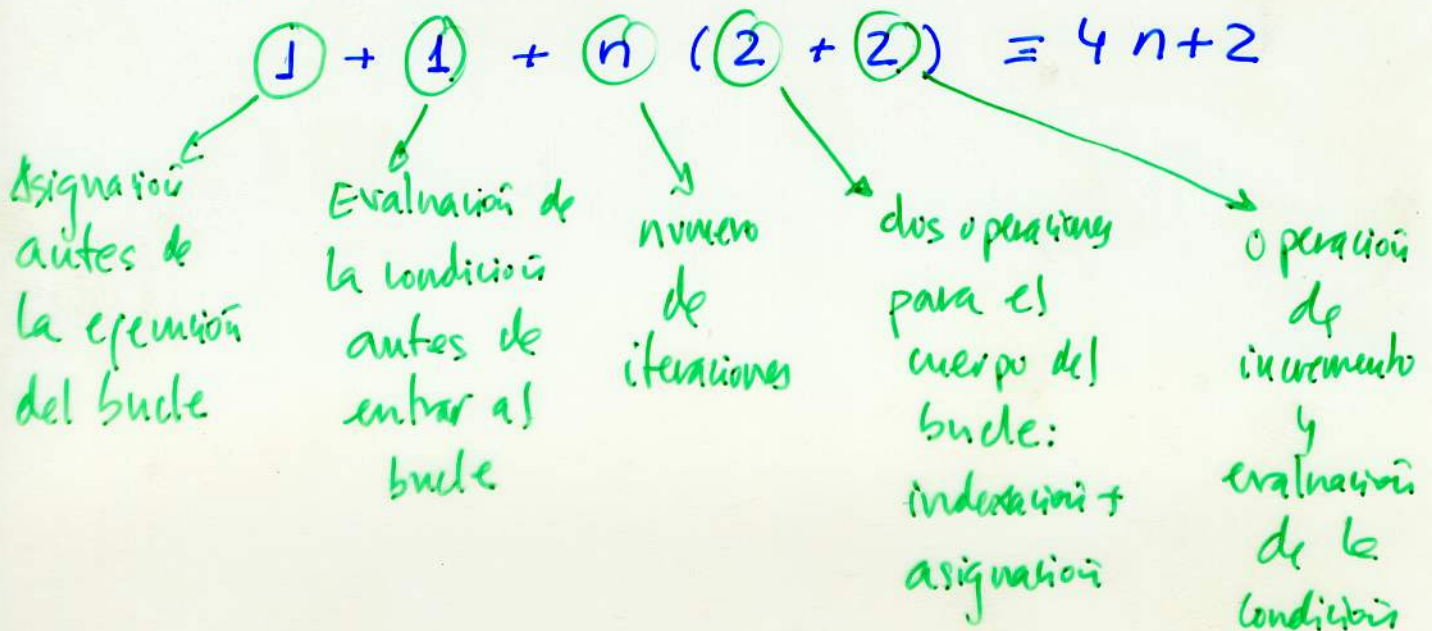 1 + 1 + n (2 + 2) = 4n+2
Asignación
antes de
la ejecución
del bucle
Evaluación de
la condición
antes de
entrar al
bucle
numero
de
iteraciones
dos operaciones
para el
cuerpo del
bucle:
indexación +
asignación
operación
de
incremento
y
evaluación
de la
condición